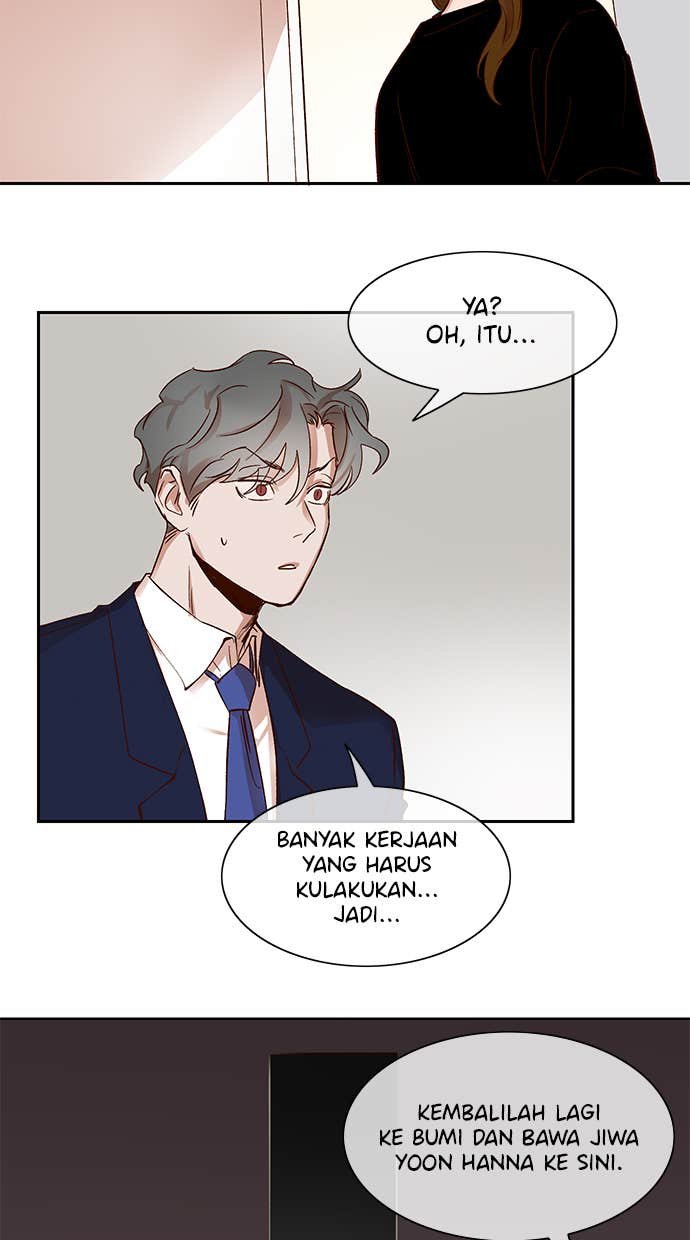 YA?
OH, ITU...
BANYAK KERJAAN
YANG HARUS
KULAKUKAN...
JADI...
KEMBALILAH LAGI
KE BUMI DAN BAWA JIWA
YOON HANNA KE SINI.